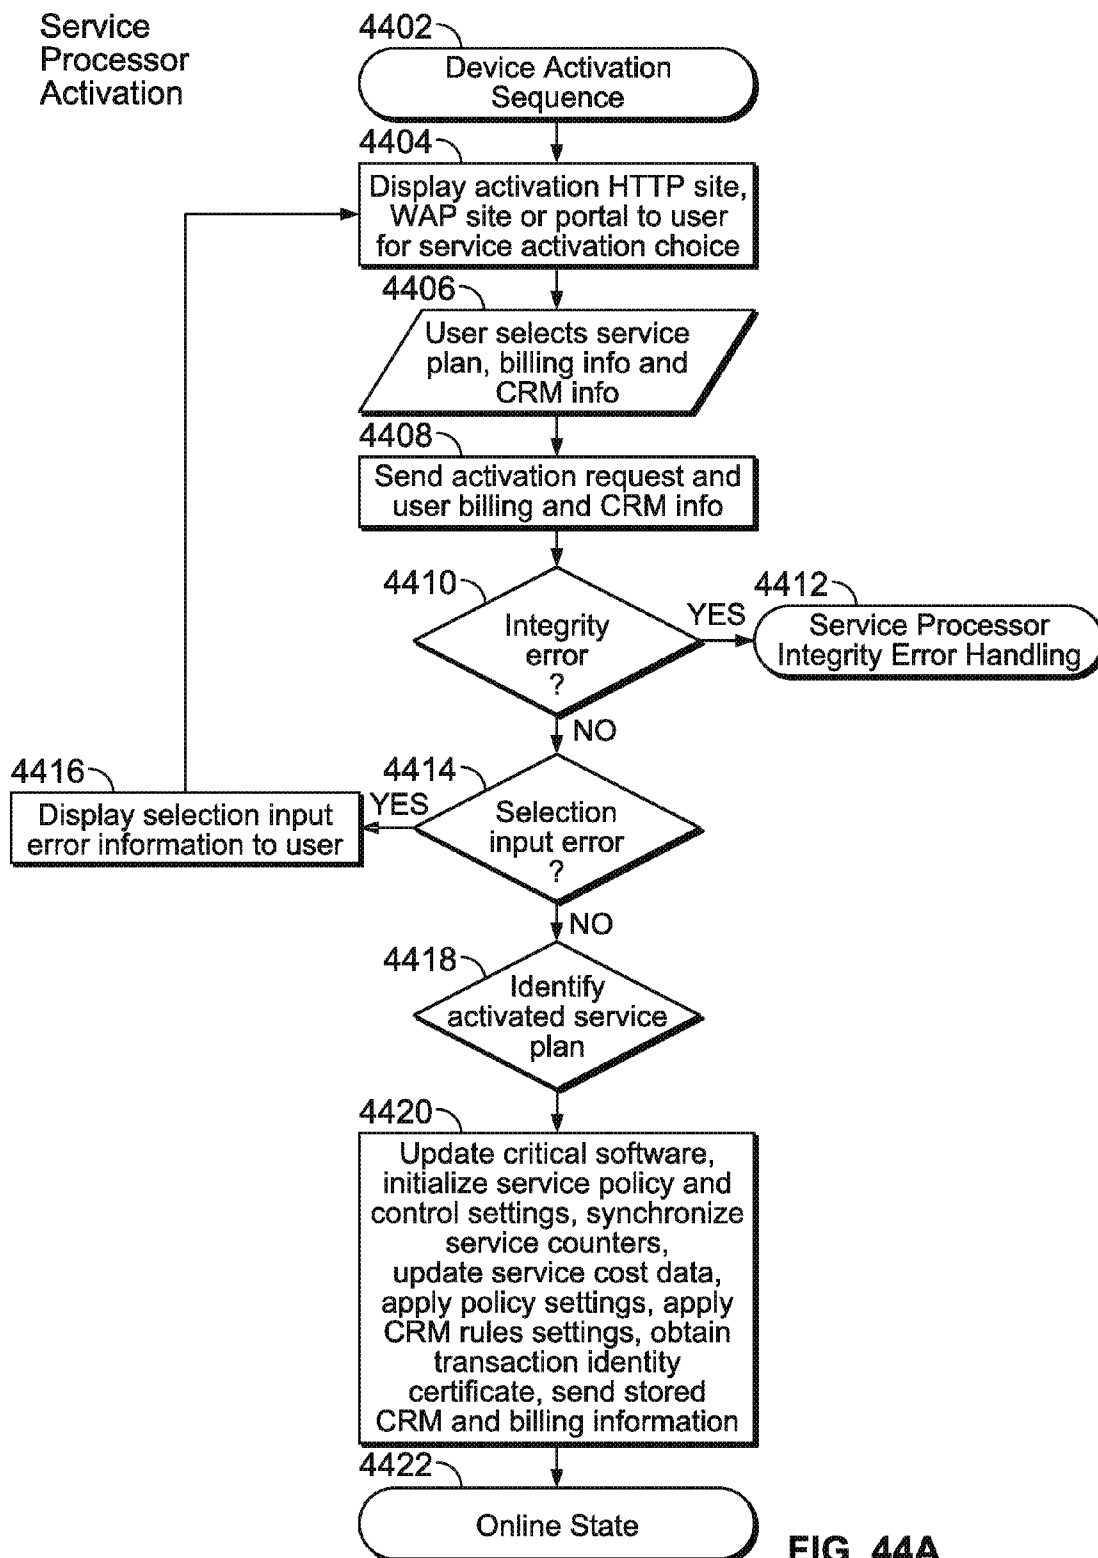 Service
Processor
Activation
4402
Device Activation
Sequence
4404
Display activation HTTP site,
WAP site or portal to user
for service activation choice
4406
User selects service
plan, billing info and
CRM info
4408
Send activation request and
user billing and CRM info
4410
Integrity
error
?
YES
4412
Service Processor
Integrity Error Handling
NO
4416
Display selection input
error information to user
YES
4414
Selection
input error
?
NO
4418
Identify
activated service
plan
4420
Update critical software,
initialize service policy and
control settings, synchronize
service counters,
update service cost data,
apply policy settings, apply
CRM rules settings, obtain
transaction identity
certificate, send stored
CRM and billing information
4422
Online State
FIG. 44A